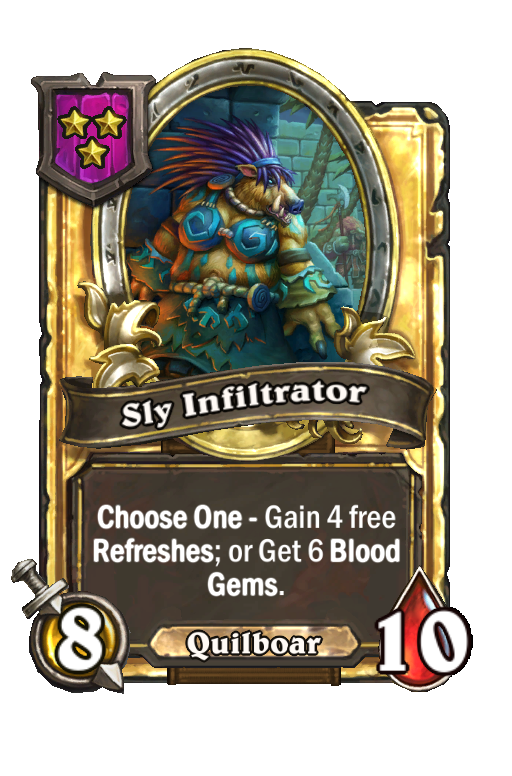 Sly Infiltrator
Choose One - Gain 4 free
Refreshes; or Get 6 Blood
Gems.
8
Quilboar
10